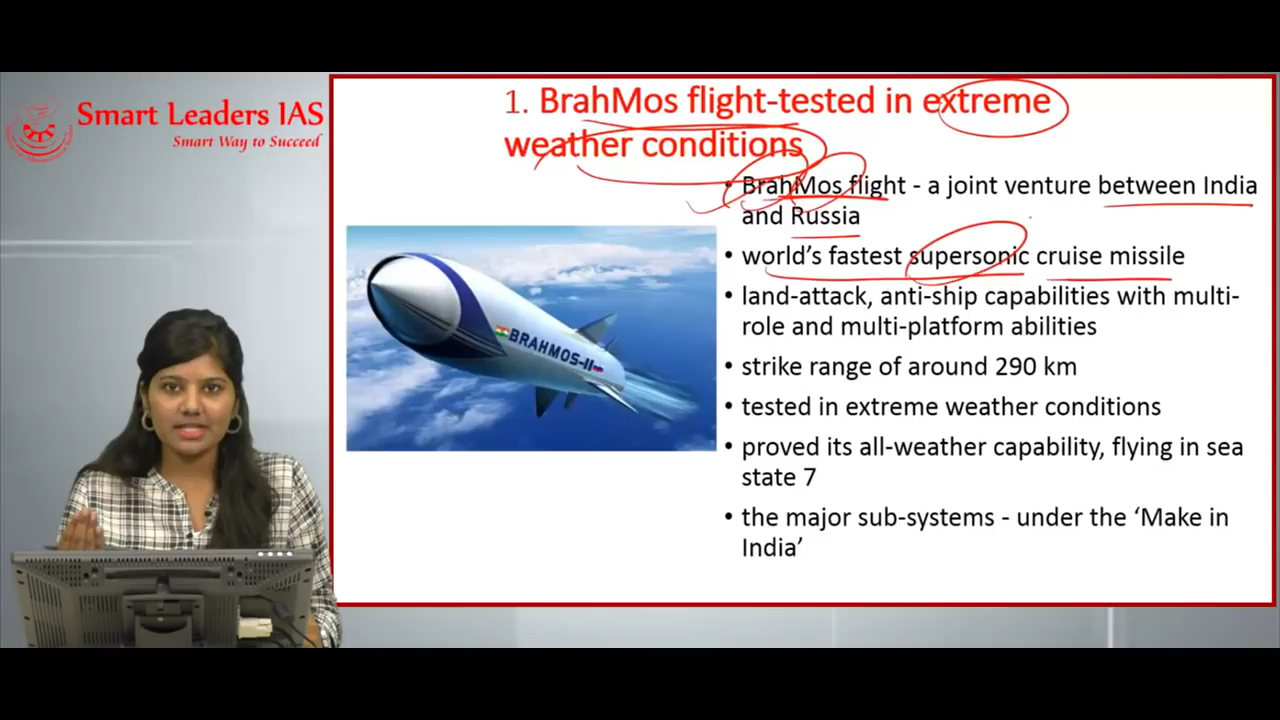 Smart Leaders IAS
Smart Way to Succeed
1. BrahMos flight-tested in extreme
weather conditions
• BrahMos flight - a joint venture between India
and Russia
• world’s fastest supersonic cruise missile
• land-attack, anti-ship capabilities with multi-
role and multi-platform abilities
• strike range of around 290 km
• tested in extreme weather conditions
• proved its all-weather capability, flying in sea
state 7
• the major sub-systems - under the ‘Make in
India’
BRAHMOS-II